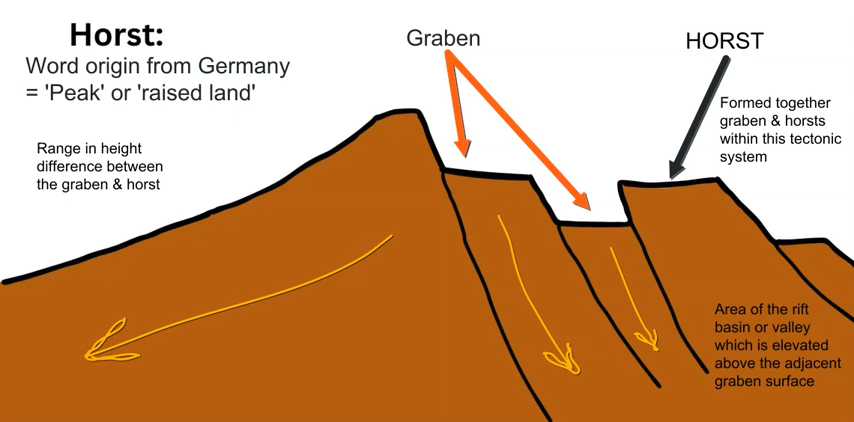 Horst:
Word origin from Germany
= 'Peak' or 'raised land'
Range in height
difference between
the graben & horst
Graben
HORST
Formed together
graben & horsts
within this tectonic
system
Area of the rift
basin or valley
which is elevated
above the adjacent
graben surface